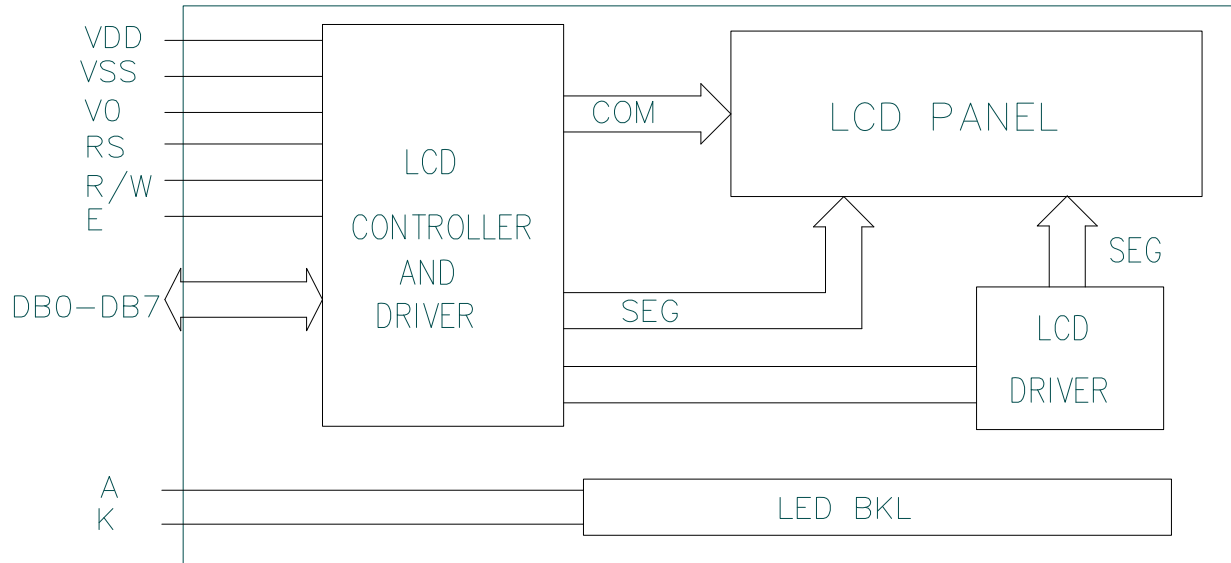 VDD
VSS
V0
RS
R/W
E
DB0-DB7
LCD
CONTROLLER
AND
DRIVER
COM
LCD PANEL
SEG
SEG
LCD
DRIVER
A
K
LED BKL